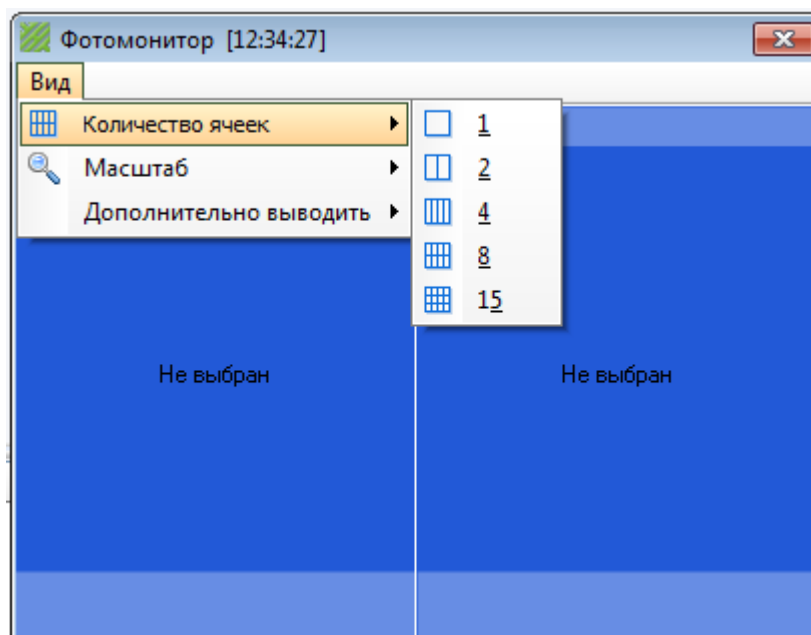 Фотомонитор [12:34:27]
Вид
Количество ячеек
Масштаб
Дополнительно выводить
1
2
4
8
15
Не выбран
Не выбран